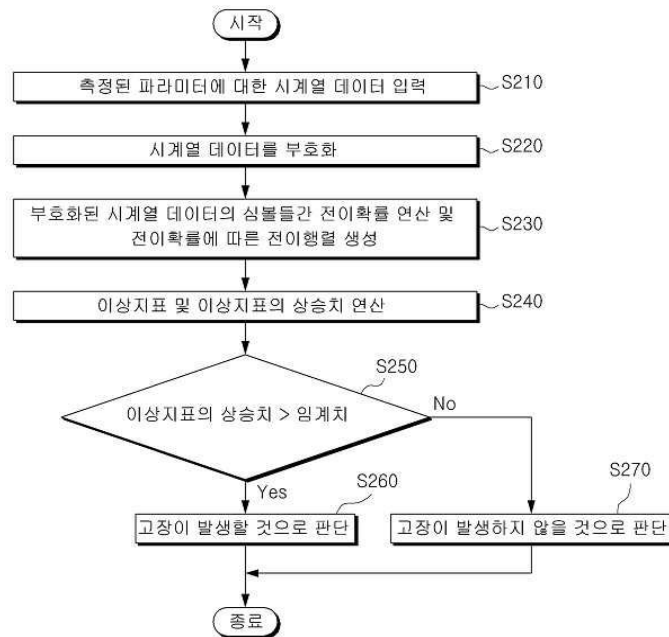 시작
측정된 파라미터에 대한 시계열 데이터 입력
S210
시계열 데이터를 부호화
S220
부호화된 시계열 데이터의 심볼들간 전이확률 연산 및
전이확률에 따른 전이행렬 생성
S230
이상지표 및 이상지표의 상승치 연산
S240
S250
이상지표의 상승치 > 임계치
No
Yes
S260
S270
고장이 발생할 것으로 판단
고장이 발생하지 않을 것으로 판단
종료